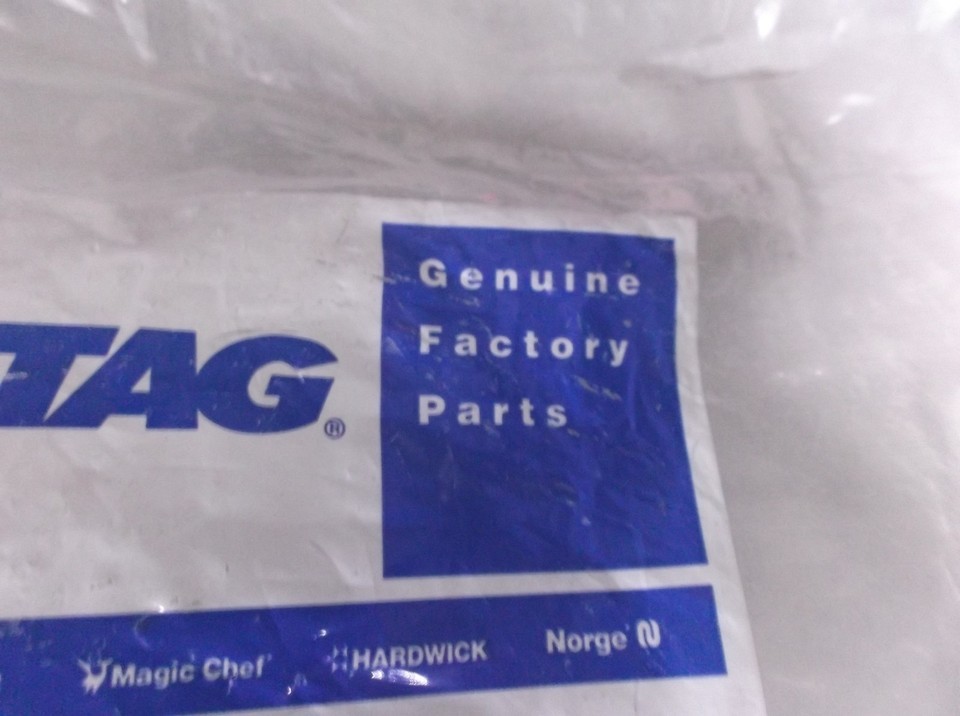 TAG®
Genuine
Factory
Parts
Magic Chef HARDWICK Norge